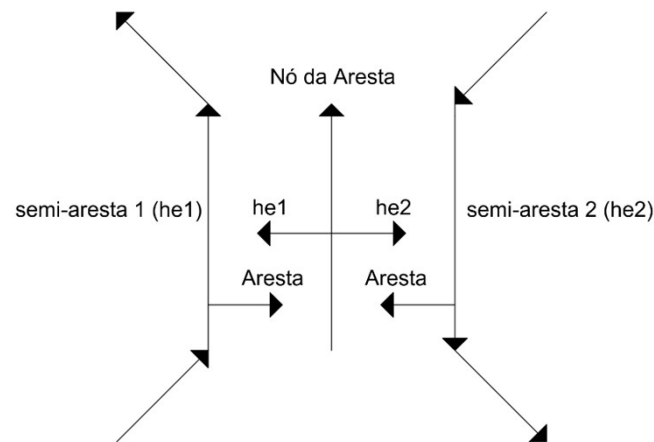 Nó da Aresta
semi-aresta 1 (he1)
he1
he2
semi-aresta 2 (he2)
Aresta
Aresta